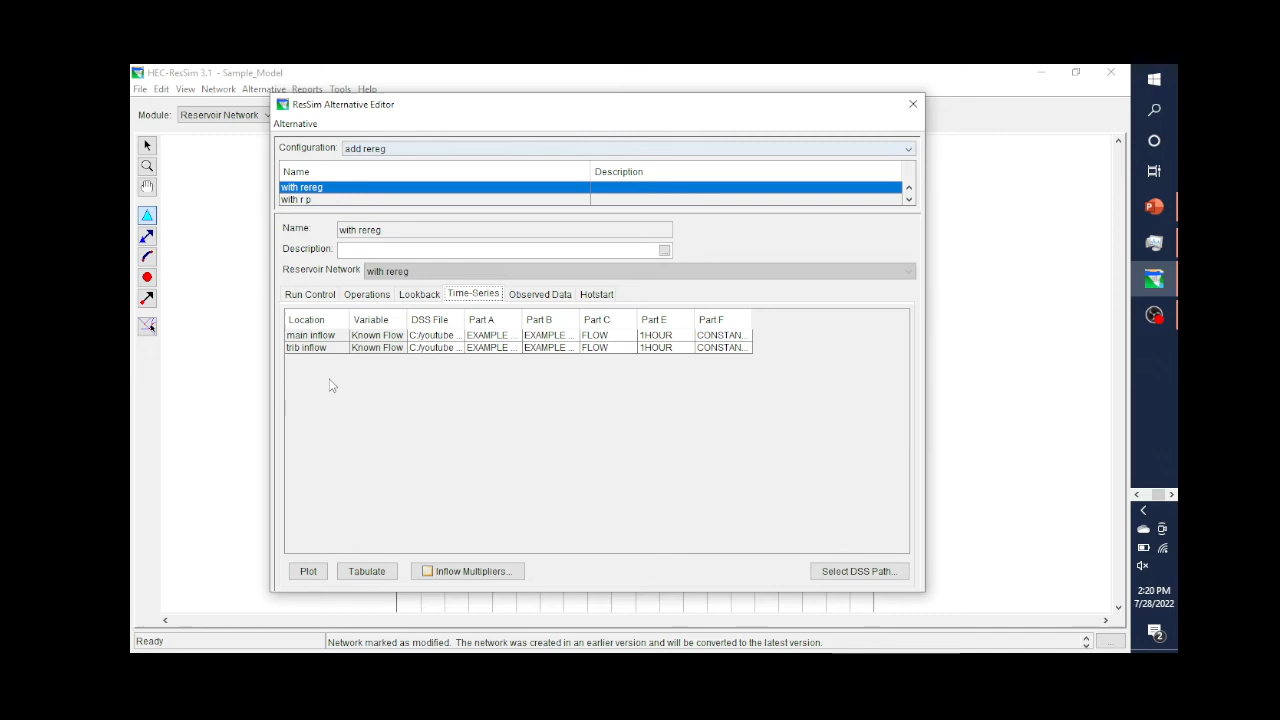 HEC-ResSim 3.1 - Sample_Model
File Edit View Network Alternative Reports Tools Help
Module: Reservoir Network
ResSim Alternative Editor
Alternative
Configuration: add rereg
Name Description
with rereg
with r p
Name: with rereg
Description:
Reservoir Network with rereg
Run Control Operations Lookback Time-Series Observed Data Hotstart
Location Variable DSS File Part A Part B Part C Part E Part F
main inflow Known Flow C:/youtube ... EXAMPLE ... EXAMPLE ... FLOW 1HOUR CONSTAN...
trib inflow Known Flow C:/youtube ... EXAMPLE ... EXAMPLE ... FLOW 1HOUR CONSTAN...
Plot Tabulate Inflow Multipliers... Select DSS Path...
Ready Network marked as modified. The network was created in an earlier version and will be converted to the latest version.
2:20 PM
7/28/2022
2